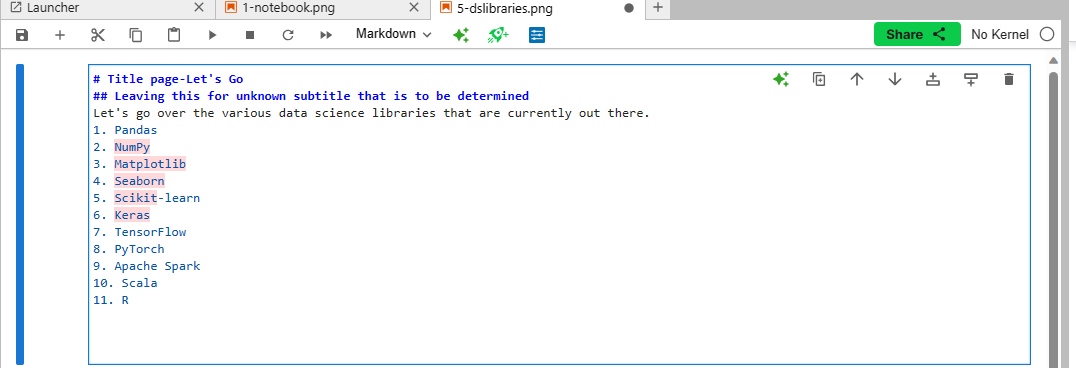 Launcher
1-notebook.png
5-dslibraries.png
Markdown
Share
No Kernel
# Title page-Let's Go
## Leaving this for unknown subtitle that is to be determined
Let's go over the various data science libraries that are currently out there.
1. Pandas
2. NumPy
3. Matplotlib
4. Seaborn
5. Scikit-learn
6. Keras
7. TensorFlow
8. PyTorch
9. Apache Spark
10. Scala
11. R